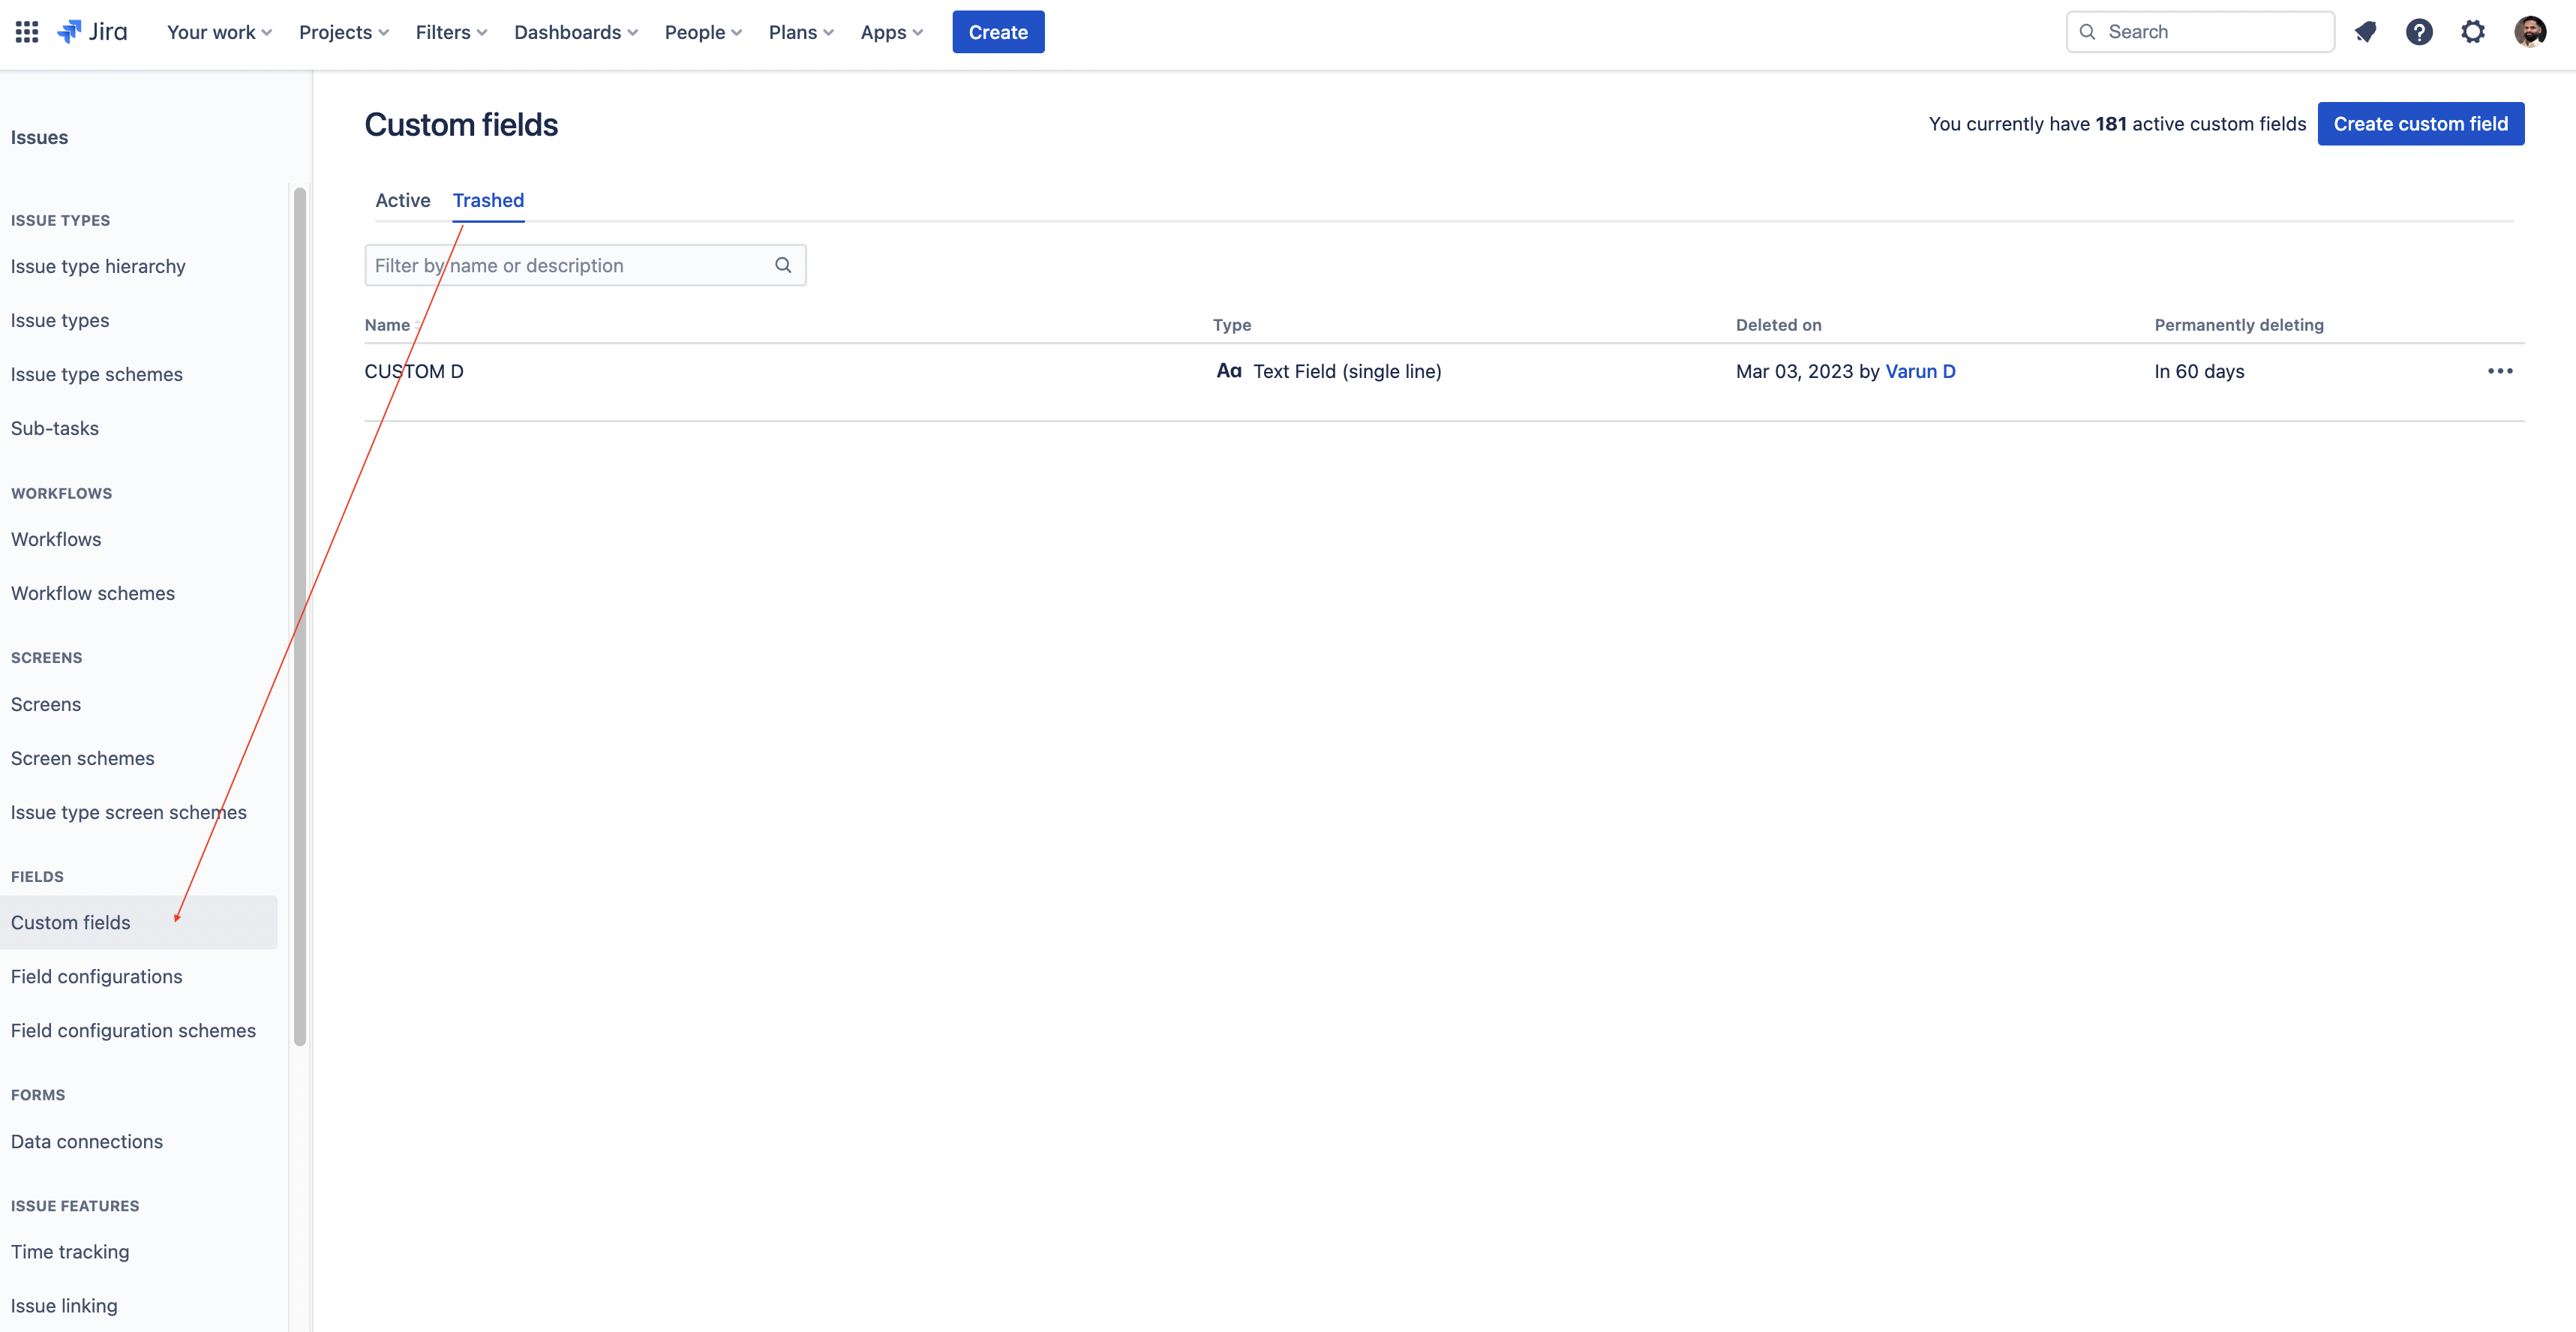 Jira Your work Projects Filters Dashboards People Plans Apps Create Search
Issues
ISSUE TYPES
Issue type hierarchy
Issue types
Issue type schemes
Sub-tasks
WORKFLOWS
Workflows
Workflow schemes
SCREENS
Screens
Screen schemes
Issue type screen schemes
FIELDS
Custom fields
Field configurations
Field configuration schemes
FORMS
Data connections
ISSUE FEATURES
Time tracking
Issue linking
Custom fields
You currently have 181 active custom fields Create custom field
Active Trashed
Filter by name or description
Name Type Deleted on Permanently deleting
CUSTOM D Aa Text Field (single line) Mar 03, 2023 by Varun D In 60 days